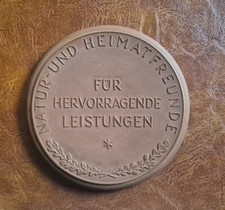 NATUR- UND HEIMATFREUNDE
FÜR
HERVORRAGENDE
LEISTUNGEN